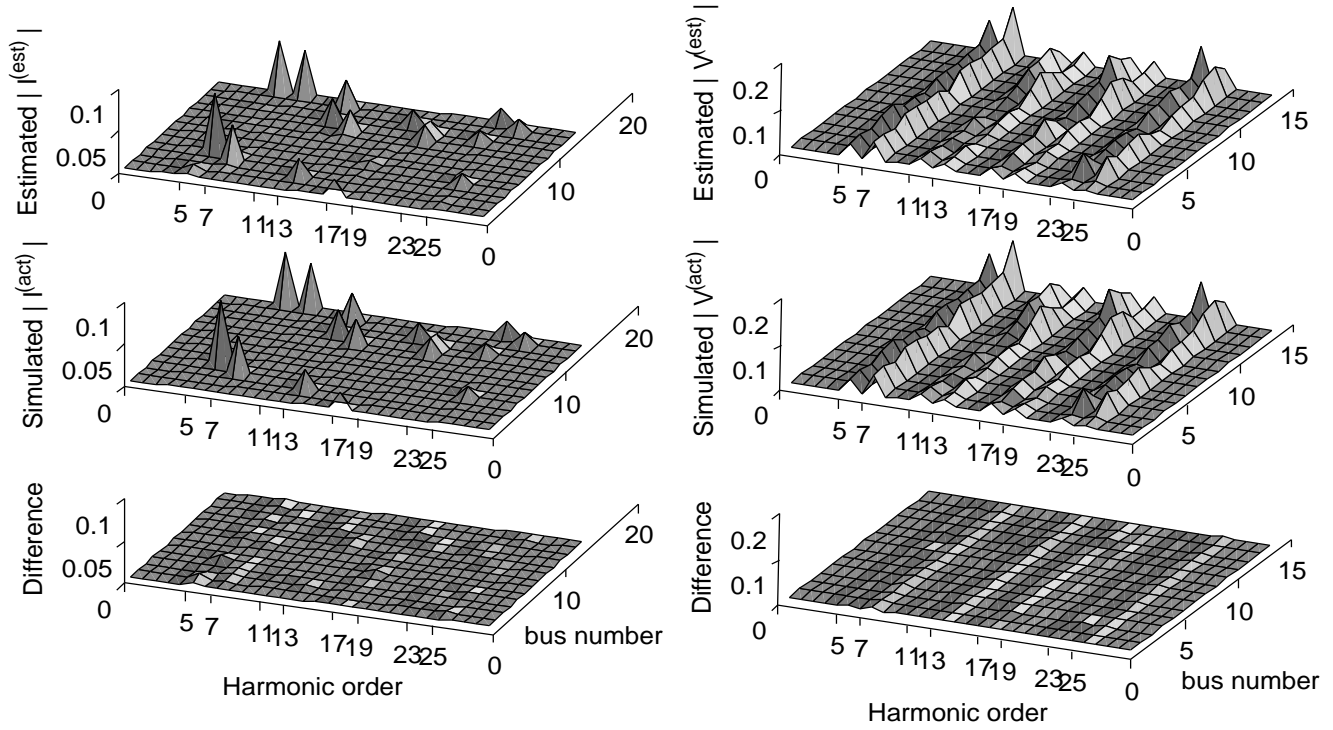 Estimated | I(est) |
0.1
0.05
0
5 7 11 13 17 19 23 25
0
10
20
Estimated | V(est) |
0.2
0.1
0
5 7 11 13 17 19 23 25
0
5
10
15
Simulated | I(act) |
0.1
0.05
0
5 7 11 13 17 19 23 25
0
10
20
Simulated | V(act) |
0.2
0.1
0
5 7 11 13 17 19 23 25
0
5
10
15
Difference
0.1
0.05
0
5 7 11 13 17 19 23 25
0
10
20
bus number
Harmonic order
Difference
0.2
0.1
0
5 7 11 13 17 19 23 25
0
5
10
15
bus number
Harmonic order